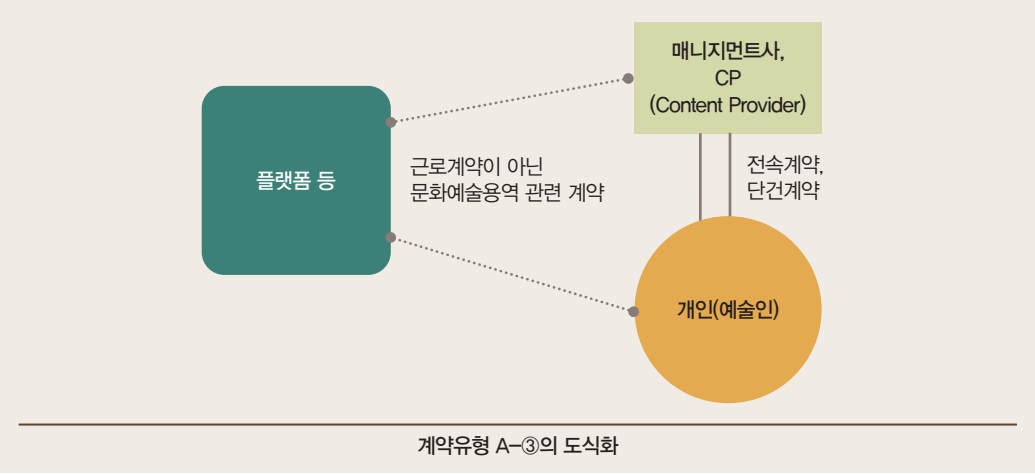 플랫폼 등
매니지먼트사,
CP
(Content Provider)
근로계약이 아닌
문화예술용역 관련 계약
전속계약,
단건계약
개인(예술인)
계약유형 A-③의 도식화